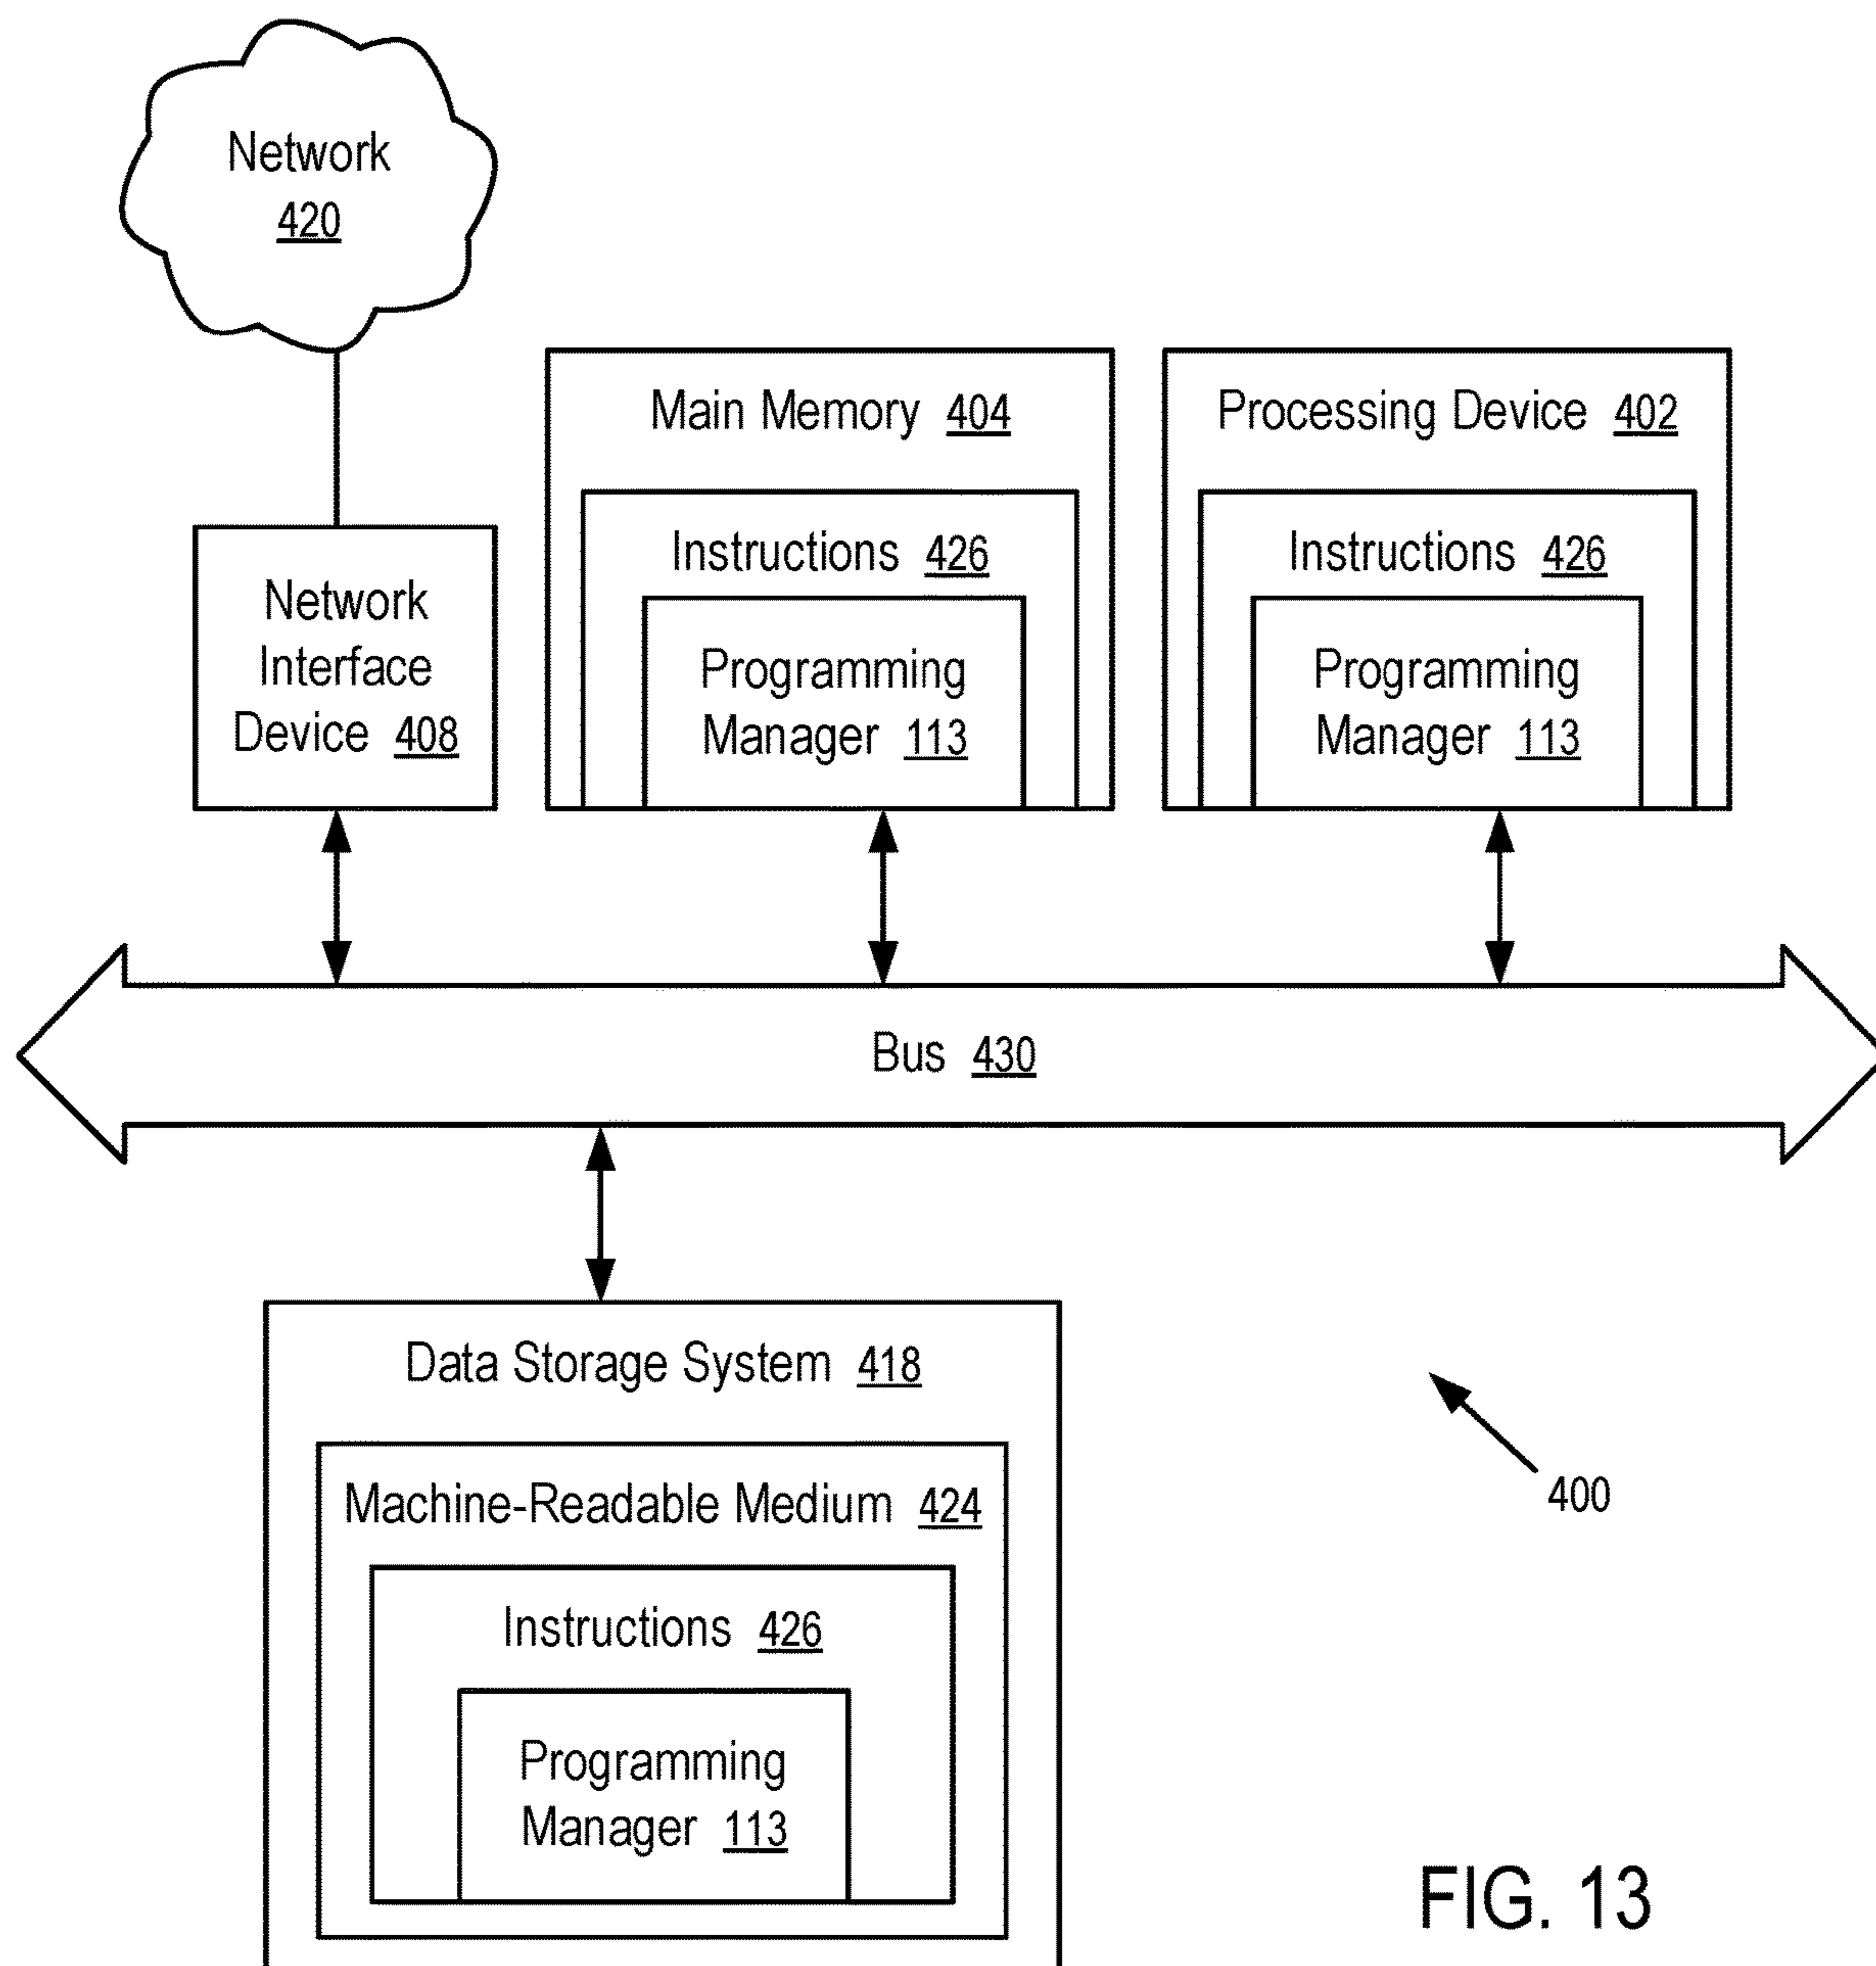 Network
420
Main Memory 404
Processing Device 402
Instructions 426
Instructions 426
Network
Interface
Device 408
Programming
Manager 113
Programming
Manager 113
Bus 430
Data Storage System 418
Machine-Readable Medium 424
400
Instructions 426
Programming
Manager 113
FIG. 13